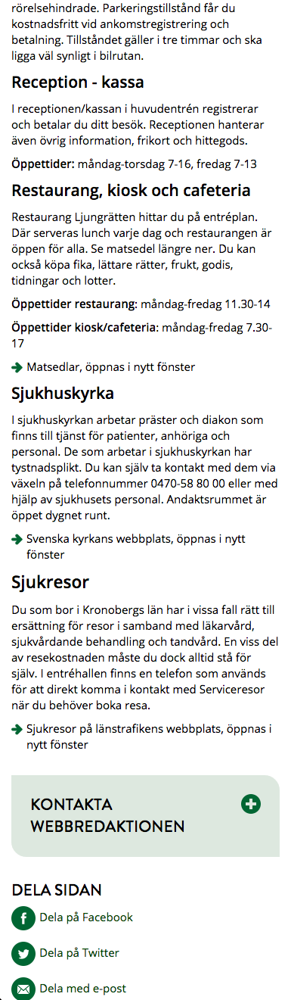 rörelsehindrade. Parkeringstillstånd får du
kostnadsfritt vid ankomstregistrering och
betalning. Tillståndet gäller i tre timmar och ska
ligga väl synligt i bilrutan.
Reception - kassa
I receptionen/kassan i huvudentrén registrerar
och betalar du ditt besök. Receptionen hanterar
även övrig information, frikort och hittegods.
Öppettider: måndag-torsdag 7-16, fredag 7-13
Restaurang, kiosk och cafeteria
Restaurang Ljungrätten hittar du på entréplan.
Där serveras lunch varje dag och restaurangen är
öppen för alla. Se matsedel längre ner. Du kan
också köpa fika, lättare rätter, frukt, godis,
tidningar och lotter.
Öppettider restaurang: måndag-fredag 11.30-14
Öppettider kiosk/cafeteria: måndag-fredag 7.30-
17
Matsedlar, öppnas i nytt fönster
Sjukhuskyrka
I sjukhuskyrkan arbetar präster och diakon som
finns till tjänst för patienter, anhöriga och
personal. De som arbetar i sjukhuskyrkan har
tystnadsplikt. Du kan själv ta kontakt med dem via
växeln på telefonnummer 0470-58 80 00 eller med
hjälp av sjukhusets personal. Andaktsrummet är
öppet dygnet runt.
Svenska kyrkans webbplats, öppnas i nytt
fönster
Sjukresor
Du som bor i Kronobergs län har i vissa fall rätt till
ersättning för resor i samband med läkarvård,
sjukvårdande behandling och tandvård. En viss del
av resekostnaden måste du dock alltid stå för
själv. I entréhallen finns en telefon som används
för att direkt komma i kontakt med Serviceresor
när du behöver boka resa.
Sjukresor på länstrafikens webbplats, öppnas i
nytt fönster
KONTAKTA
WEBBREDAKTIONEN
DELA SIDAN
Dela på Facebook
Dela på Twitter
Dela med e-post